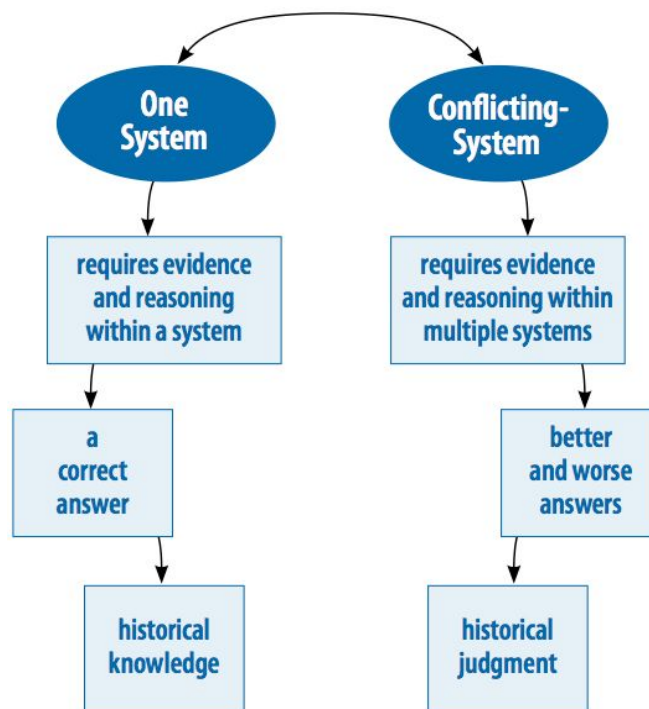 One
System
requires evidence
and reasoning
within a system
a
correct
answer
historical
knowledge
Conflicting-
System
requires evidence
and reasoning within
multiple systems
better
and worse
answers
historical
judgment